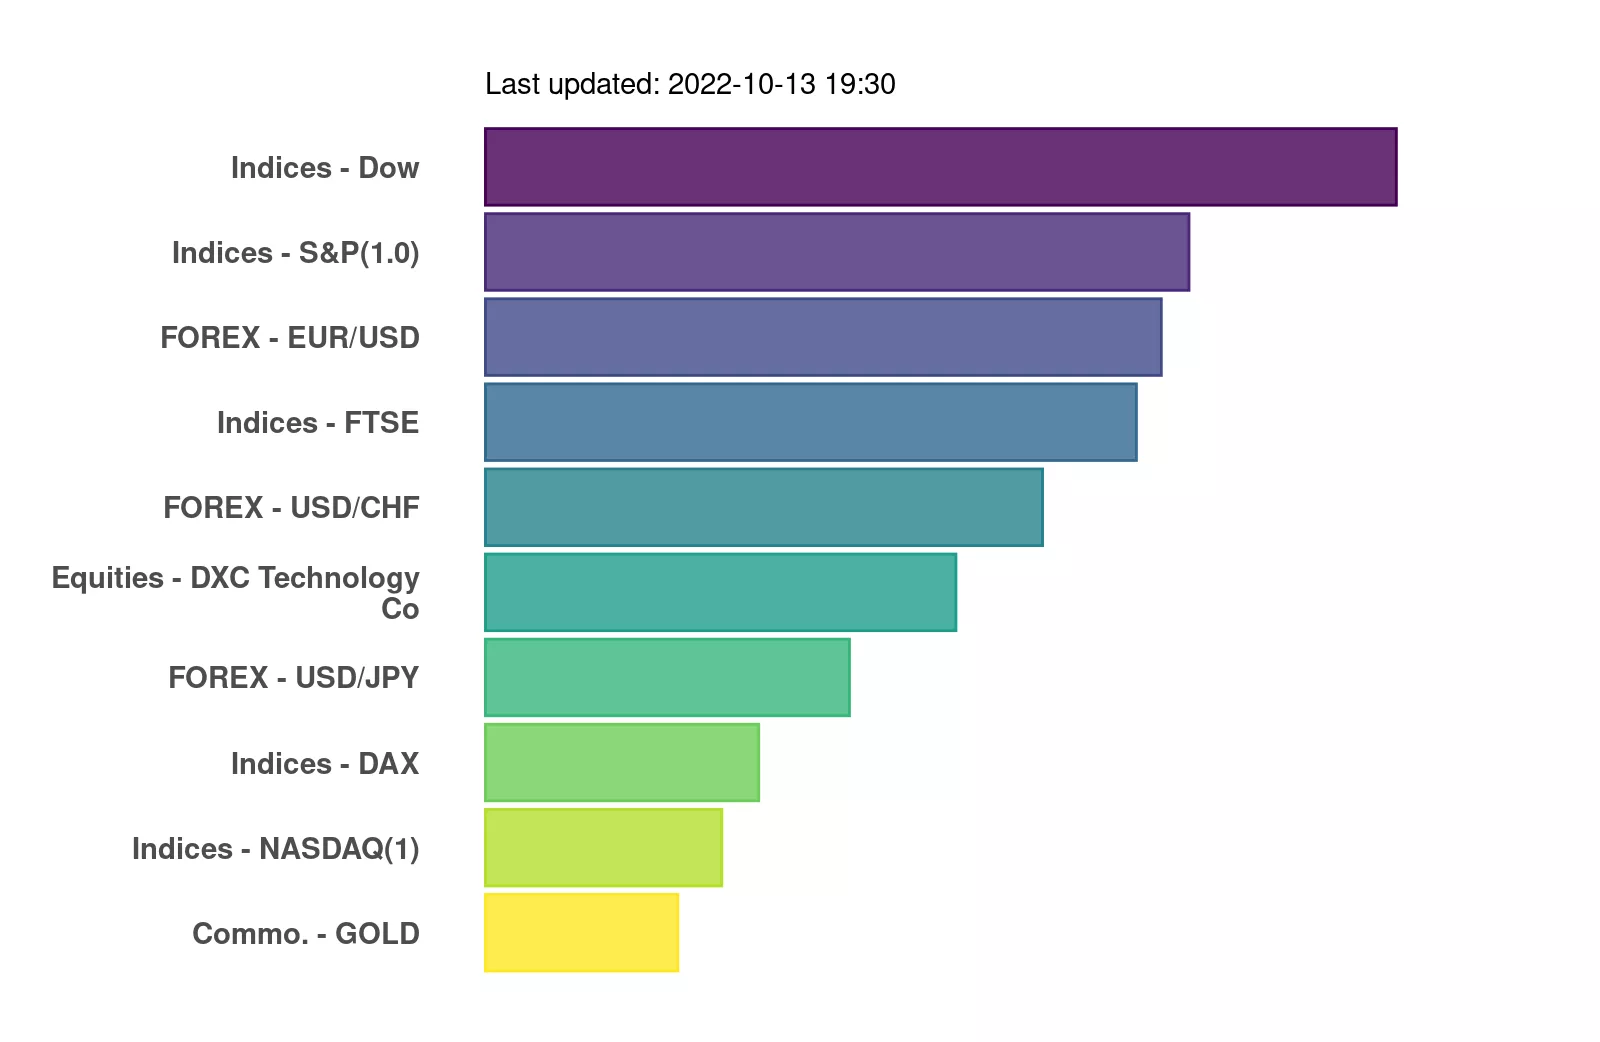 Last updated: 2022-10-13 19:30
Indices - Dow
Indices - S&P(1.0)
FOREX - EUR/USD
Indices - FTSE
FOREX - USD/CHF
Equities - DXC Technology
Co
FOREX - USD/JPY
Indices - DAX
Indices - NASDAQ(1)
Commo. - GOLD